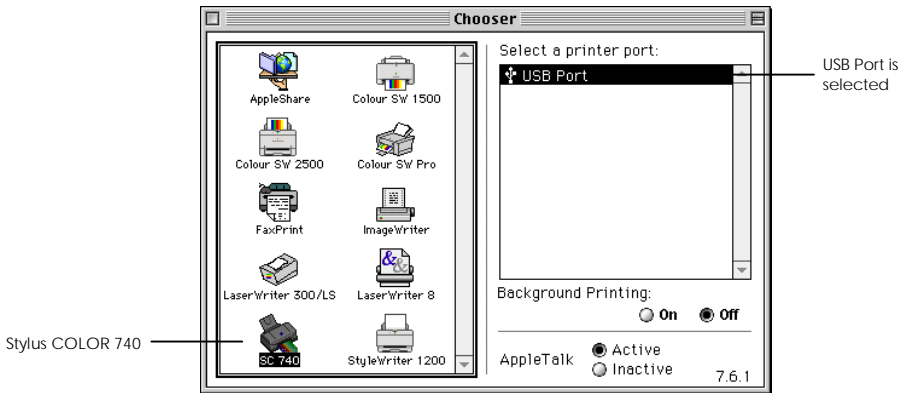 Chooser
Select a printer port:
USB Port
USB Port is
selected
AppleShare
Colour SW 1500
Colour SW 2500
Colour SW Pro
FaxPrint
ImageWriter
LaserWriter 300/LS
LaserWriter 8
SC 740
StyleWriter 1200
Stylus COLOR 740
Background Printing:
On Off
AppleTalk
Active
Inactive
7.6.1